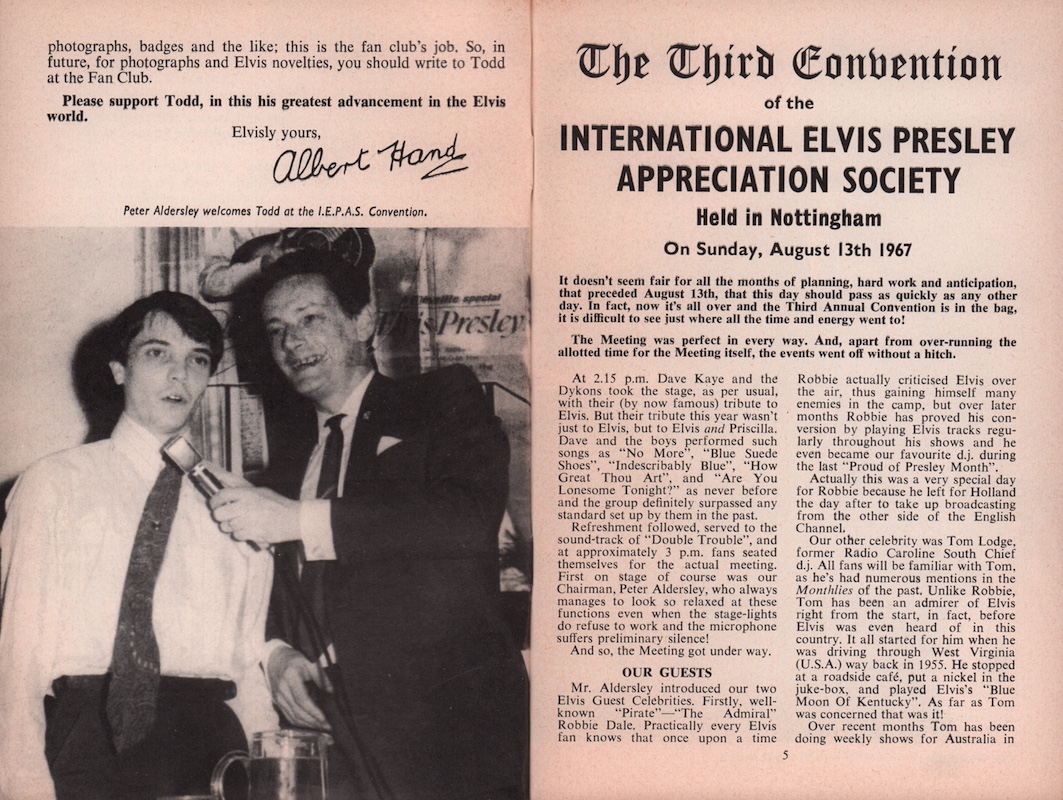 photographs, badges and the like; this is the fan club's job. So, in
future, for photographs and Elvis novelties, you should write to Todd
at the Fan Club.
Please support Todd, in this his greatest advancement in the Elvis
world.
Elvisly yours,
Albert Hand
Peter Aldersley welcomes Todd at the I.E.P.A.S. Convention.
special
Elvis Presley
The Third Convention
of the
INTERNATIONAL ELVIS PRESLEY
APPRECIATION SOCIETY
Held in Nottingham
On Sunday, August 13th 1967
It doesn't seem fair for all the months of planning, hard work and anticipation,
that preceded August 13th, that this day should pass as quickly as any other
day. In fact, now it's all over and the Third Annual Convention is in the bag,
it is difficult to see just where all the time and energy went to!
The Meeting was perfect in every way. And, apart from over-running the
allotted time for the Meeting itself, the events went off without a hitch.
At 2.15 p.m. Dave Kaye and the
Dykons took the stage, as per usual,
with their (by now famous) tribute to
Elvis. But their tribute this year wasn't
just to Elvis, but to Elvis and Priscilla.
Dave and the boys performed such
songs as "No More", "Blue Suede
Shoes", "Indescribably Blue", "How
Great Thou Art", and "Are You
Lonesome Tonight?" as never before
and the group definitely surpassed any
standard set up by them in the past.
Refreshment followed, served to the
sound-track of "Double Trouble", and
at approximately 3 p.m. fans seated
themselves for the actual meeting.
First on stage of course was our
Chairman, Peter Aldersley, who always
manages to look so relaxed at these
functions even when the stage-lights
do refuse to work and the microphone
suffers preliminary silence!
And so, the Meeting got under way.
OUR GUESTS
Mr. Aldersley introduced our two
Elvis Guest Celebrities. Firstly, well-
known "Pirate"—"The Admiral"
Robbie Dale. Practically every Elvis
fan knows that once upon a time
Robbie actually criticised Elvis over
the air, thus gaining himself many
enemies in the camp, but over later
months Robbie has proved his con-
version by playing Elvis tracks regu-
larly throughout his shows and he
even became our favourite d.j. during
the last "Proud of Presley Month".
Actually this was a very special day
for Robbie because he left for Holland
the day after to take up broadcasting
from the other side of the English
Channel.
Our other celebrity was Tom Lodge,
former Radio Caroline South Chief
d.j. All fans will be familiar with Tom,
as he's had numerous mentions in the
Monthlies of the past. Unlike Robbie,
Tom has been an admirer of Elvis
right from the start, in fact, before
Elvis was even heard of in this
country. It all started for him when he
was driving through West Virginia
(U.S.A.) way back in 1955. He stopped
at a roadside café, put a nickel in the
juke-box, and played Elvis's "Blue
Moon Of Kentucky". As far as Tom
was concerned that was it!
Over recent months Tom has been
doing weekly shows for Australia in
5